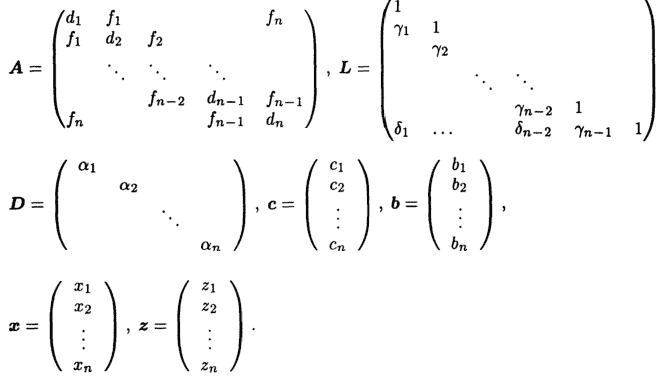 A = ( d₁ f₁ fₙ
f₁ d₂ f₂
⋱ ⋱ ⋱
fₙ₋₂ dₙ₋₁ fₙ₋₁
fₙ fₙ₋₁ dₙ ) , L = ( 1
γ₁ 1
γ₂
⋱ ⋱
γₙ₋₂ 1
δ₁ … δₙ₋₂ γₙ₋₁ 1 )
D = ( α₁
α₂
⋱
αₙ ) , c = ( c₁
c₂
⋮
cₙ ) , b = ( b₁
b₂
⋮
bₙ ) ,
x = ( x₁
x₂
⋮
xₙ ) , z = ( z₁
z₂
⋮
zₙ ) .